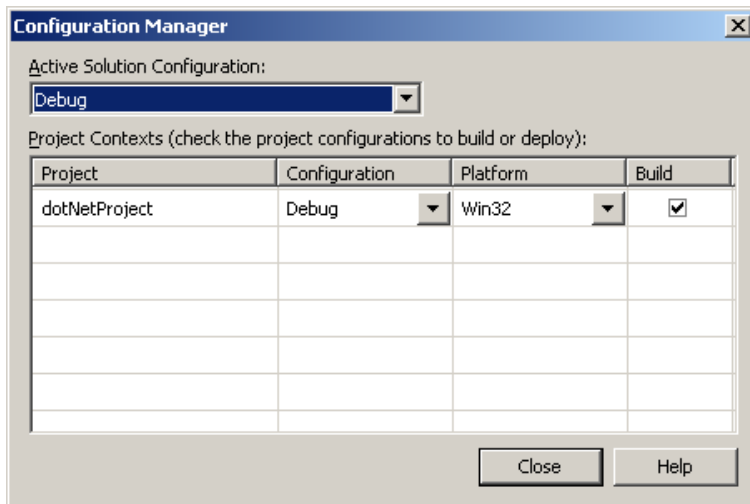 Configuration Manager
Active Solution Configuration:
Debug
Project Contexts (check the project configurations to build or deploy):
Project Configuration Platform Build
dotNetProject Debug Win32
Close Help